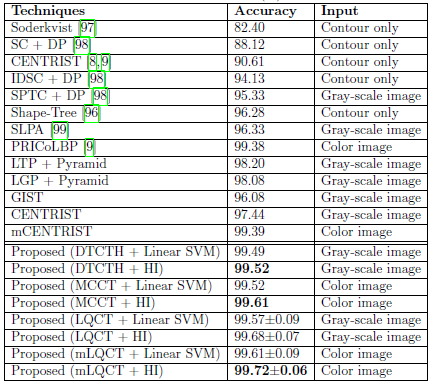 Techniques Accuracy Input
Soderkvist [97] 82.40 Contour only
SC + DP [98] 88.12 Contour only
CENTRIST [8, 9] 90.61 Contour only
IDSC + DP [98] 94.13 Contour only
SPTC + DP [98] 95.33 Gray-scale image
Shape-Tree [96] 96.28 Contour only
SLPA [99] 96.33 Gray-scale image
PRICoLBP [9] 99.38 Color image
LTP + Pyramid 98.20 Gray-scale image
LGP + Pyramid 98.08 Gray-scale image
GIST 96.08 Gray-scale image
CENTRIST 97.44 Gray-scale image
mCENTRIST 99.39 Color image
Proposed (DTCTH + Linear SVM) 99.49 Gray-scale image
Proposed (DTCTH + HI) 99.52 Gray-scale image
Proposed (MCCT + Linear SVM) 99.52 Color image
Proposed (MCCT + HI) 99.61 Color image
Proposed (LQCT + Linear SVM) 99.57±0.09 Gray-scale image
Proposed (LQCT + HI) 99.68±0.07 Gray-scale image
Proposed (mLQCT + Linear SVM) 99.61±0.09 Color image
Proposed (mLQCT + HI) 99.72±0.06 Color image